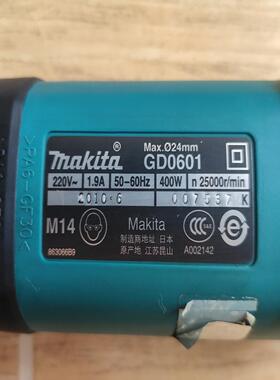 >PA6-GF30<
makita®
Max.Ø24mm
GD0601
220V~ 1.9A 50-60Hz 400W n 25000r/min
2010·6 007537 K
M14
Makita
制造商地址 日本
原产地 江苏昆山
A002142
863066B9